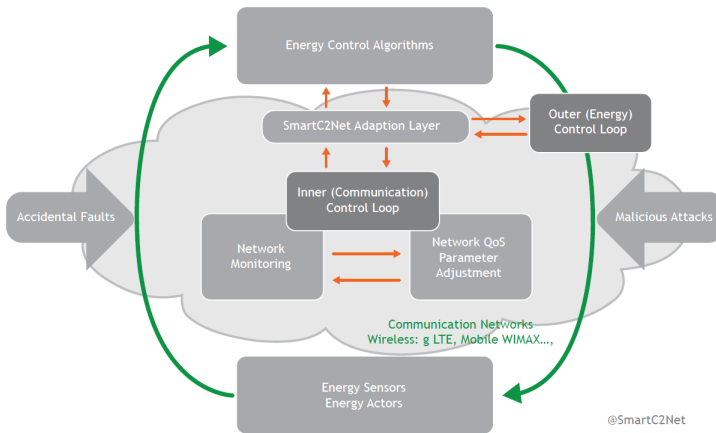 Energy Control Algorithms
SmartC2Net Adaption Layer
Outer (Energy)
Control Loop
Inner (Communication)
Control Loop
Accidental Faults
Malicious Attacks
Network
Monitoring
Network QoS
Parameter
Adjustment
Communication Networks
Wireless: g LTE, Mobile WIMAX...,
Energy Sensors
Energy Actors
@SmartC2Net